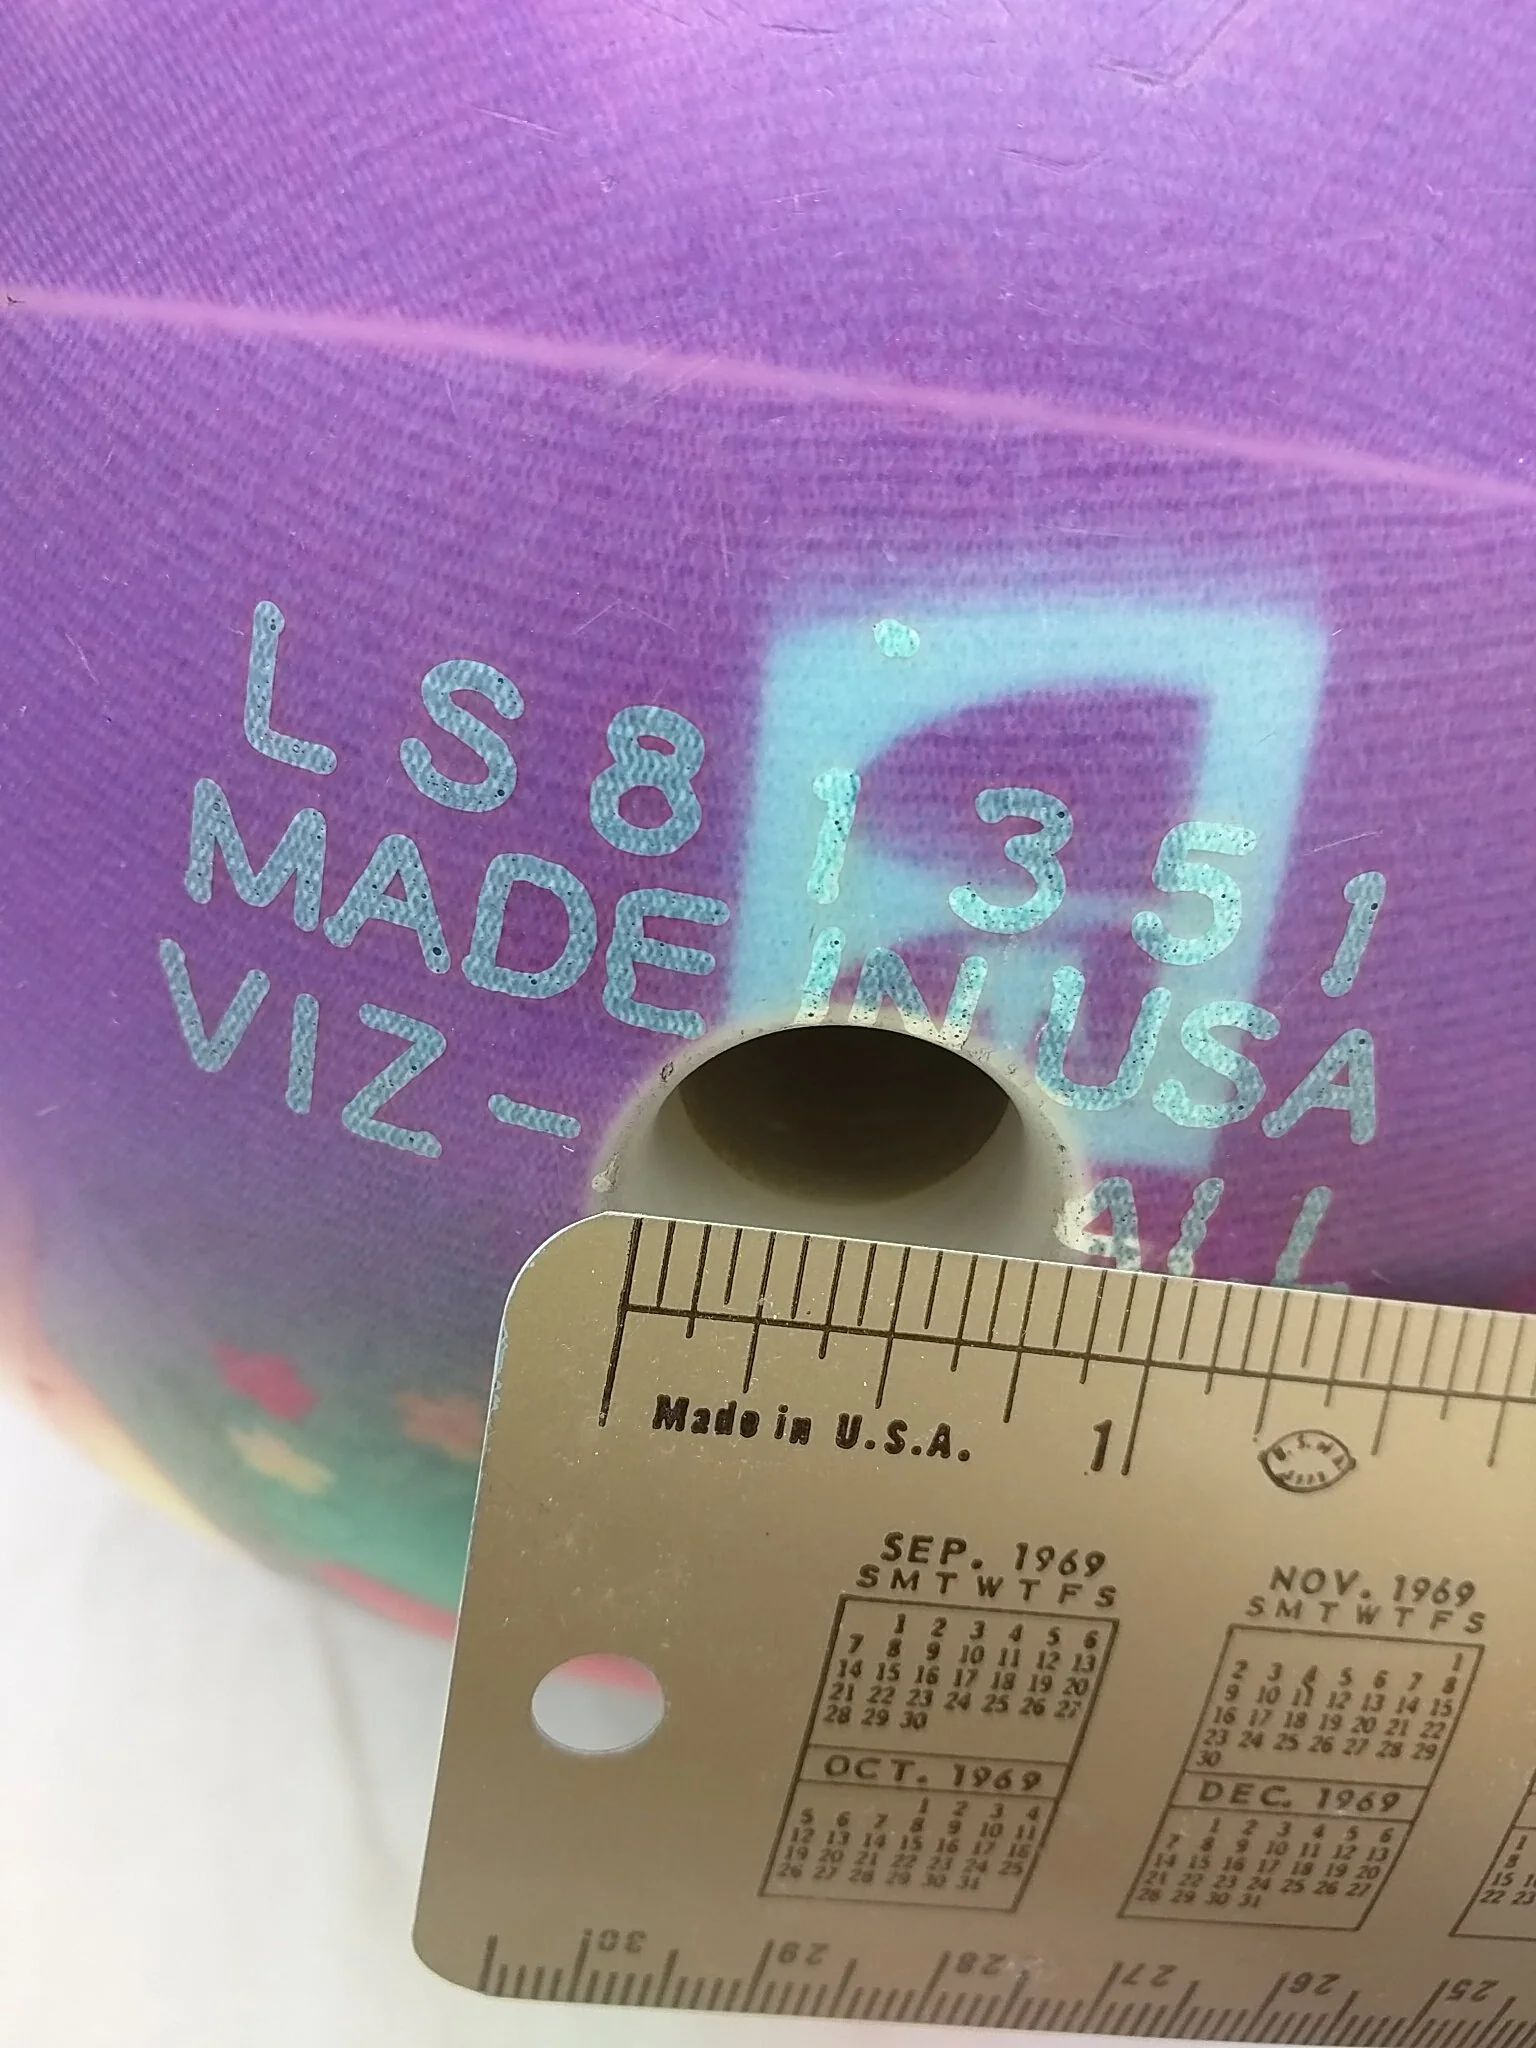 LS81351
MADE IN USA
VIZ-ALL
Made in U.S.A.
1
SEP. 1969
S M T W T F S
1 2 3 4 5 6
7 8 9 10 11 12 13
14 15 16 17 18 19 20
21 22 23 24 25 26 27
28 29 30
OCT. 1969
1 2 3 4
5 6 7 8 9 10 11
12 13 14 15 16 17 18
19 20 21 22 23 24 25
26 27 28 29 30 31
NOV. 1969
S M T W T F S
1
2 3 4 5 6 7 8
9 10 11 12 13 14 15
16 17 18 19 20 21 22
23 24 25 26 27 28 29
30
DEC. 1969
1 2 3 4 5 6
7 8 9 10 11 12 13
14 15 16 17 18 19 20
21 22 23 24 25 26 27
28 29 30 31
1
8
15
22 23
30 29 28 27 26 25